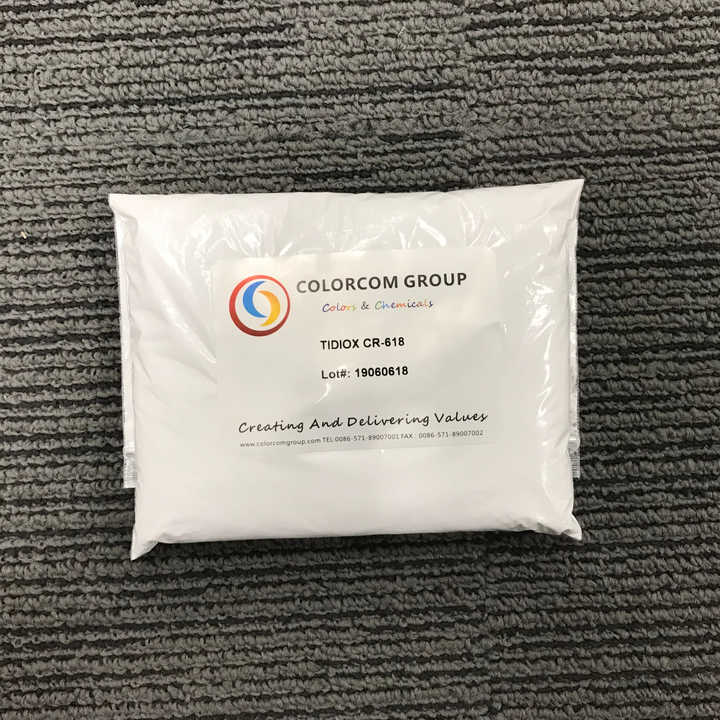 COLORCOM GROUP
Colors & Chemicals
TIDIOX CR-618
Lot#: 19060618
Creating And Delivering Values
www.colorcomgroup.com TEL 0086-571-89007001 FAX : 0086-571-89007002